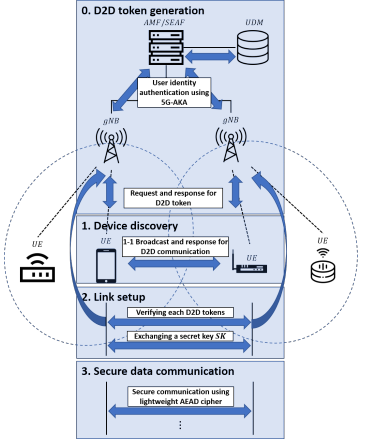 0. D2D token generation
AMF/SEAF
UDM
User identity
authentication using
5G-AKA
gNB
gNB
Request and response for
D2D token
1. Device discovery
UE
UE
1-1 Broadcast and response for
D2D communication
UE
UE
2. Link setup
Verifying each D2D tokens
Exchanging a secret key SK
3. Secure data communication
Secure communication using
lightweight AEAD cipher
⋮